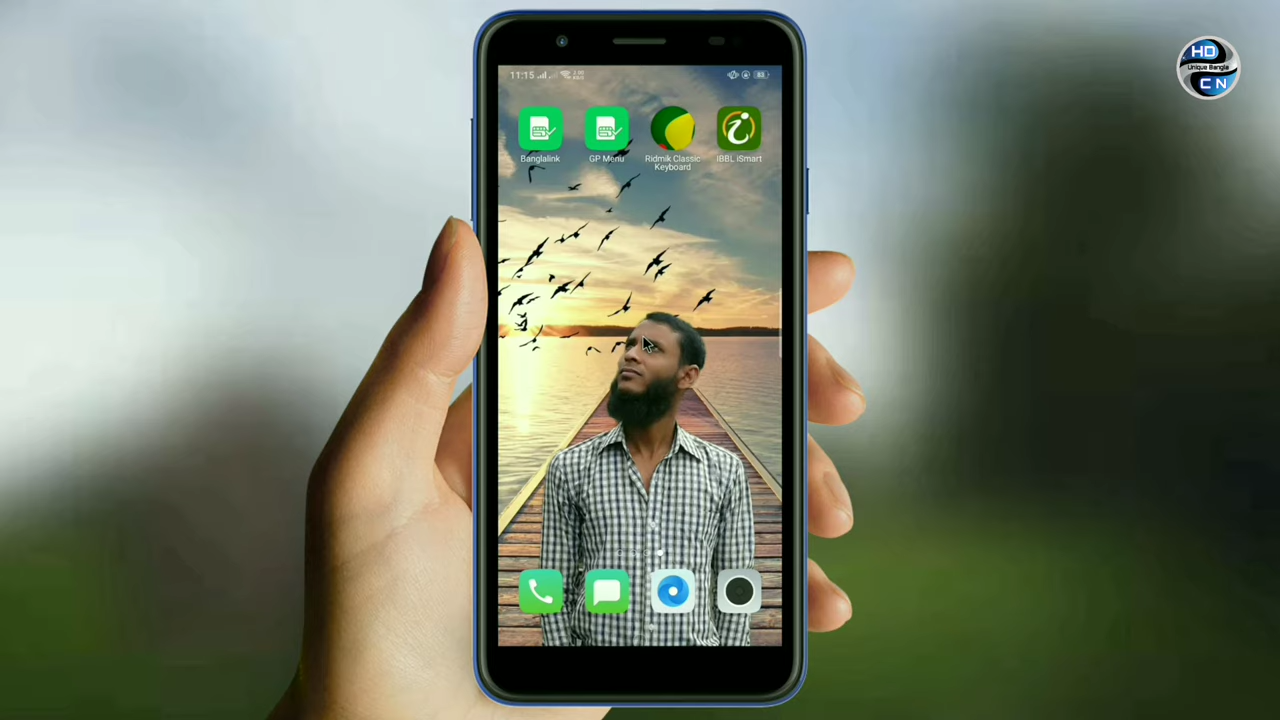 HD
Unique Bangla
CN
11:15
Banglalink
GP Menu
Ridmik Classic
Keyboard
IBBL iSmart